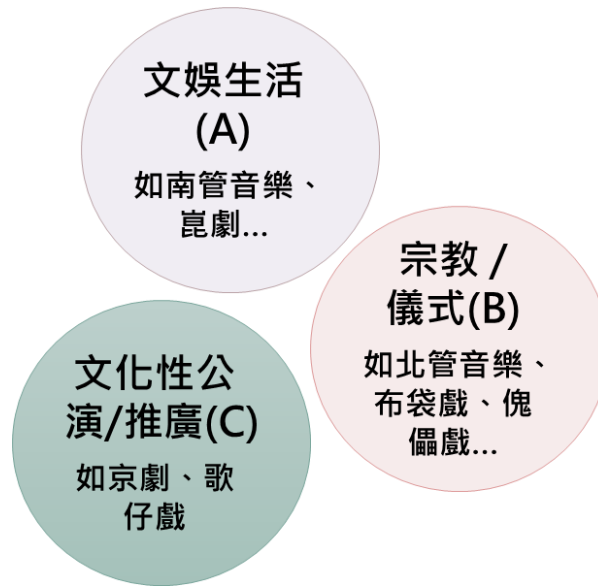 文娛生活
(A)
如南管音樂、
崑劇...
宗教 /
儀式(B)
如北管音樂、
布袋戲、傀
儡戲...
文化性公
演/推廣(C)
如京劇、歌
仔戲